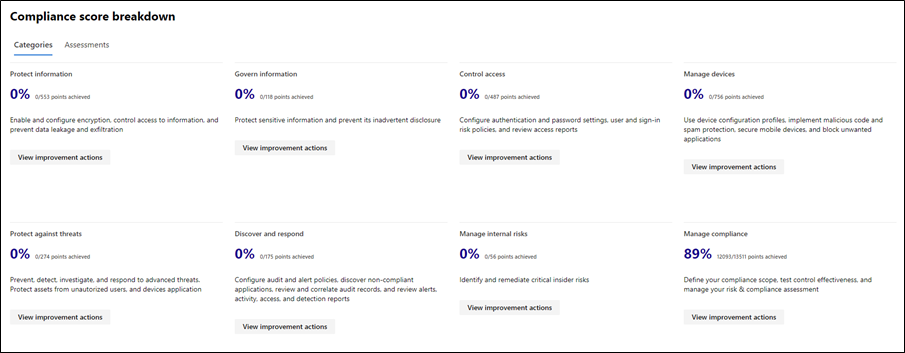 Compliance score breakdown
Categories Assessments
Protect information
0% 0/553 points achieved
Enable and configure encryption, control access to information, and
prevent data leakage and exfiltration
View improvement actions
Govern information
0% 0/118 points achieved
Protect sensitive information and prevent its inadvertent disclosure
View improvement actions
Control access
0% 0/487 points achieved
Configure authentication and password settings, user and sign-in
risk policies, and review access reports
View improvement actions
Manage devices
0% 0/756 points achieved
Use device configuration profiles, implement malicious code and
spam protection, secure mobile devices, and block unwanted
applications
View improvement actions
Protect against threats
0% 0/274 points achieved
Prevent, detect, investigate, and respond to advanced threats.
Protect assets from unautorized users, and devices application
View improvement actions
Discover and respond
0% 0/175 points achieved
Configure audit and alert policies, discover non-compliant
applications, review and correlate audit records, and review alerts,
activity, access, and detection reports
View improvement actions
Manage internal risks
0% 0/56 points achieved
Identify and remediate critical insider risks
View improvement actions
Manage compliance
89% 12093/13511 points achieved
Define your compliance scope, test control effectiveness, and
manage your risk & compliance assessment
View improvement actions